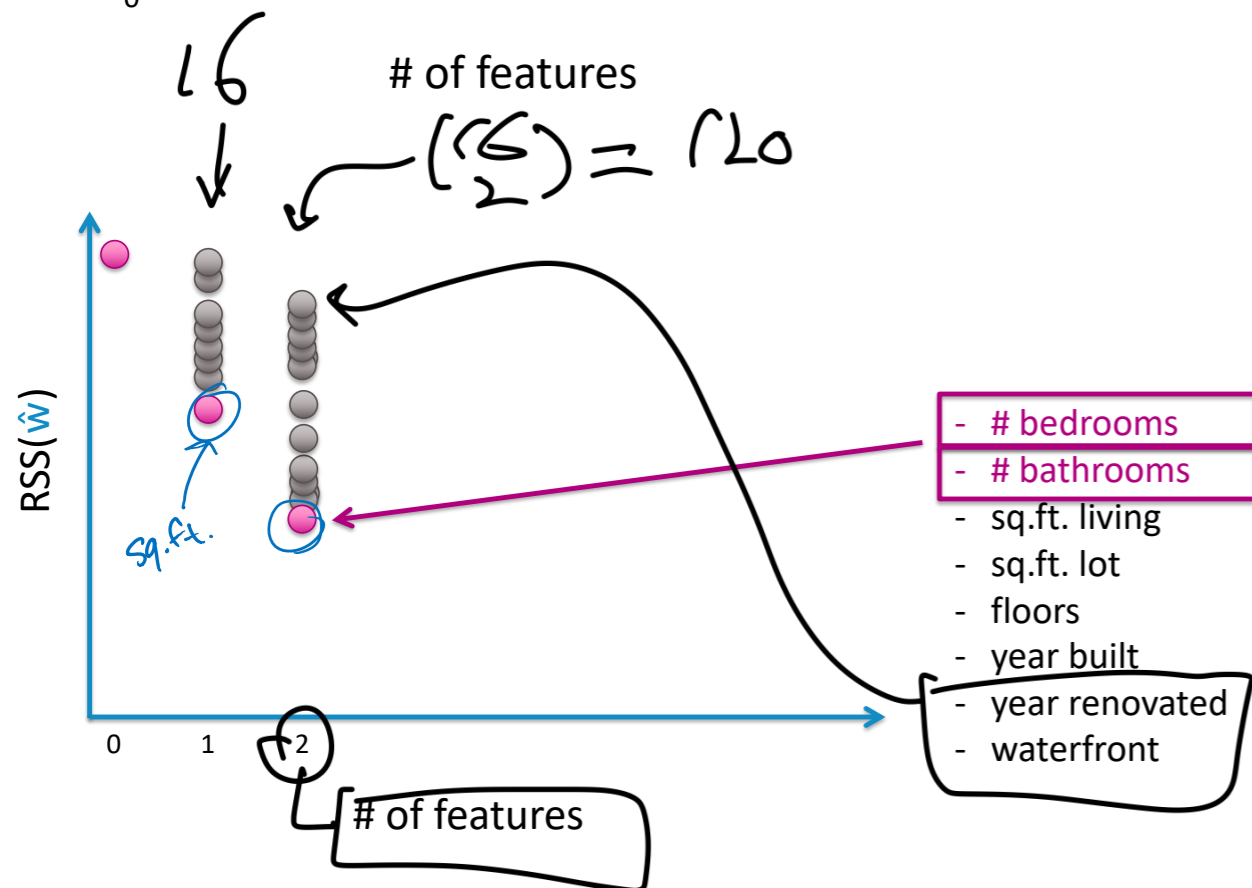 0
16
# of features
(16 2) = 120
RSS(ŵ)
sq.ft.
- # bedrooms
- # bathrooms
- sq.ft. living
- sq.ft. lot
- floors
- year built
- year renovated
- waterfront
0 1 2
# of features